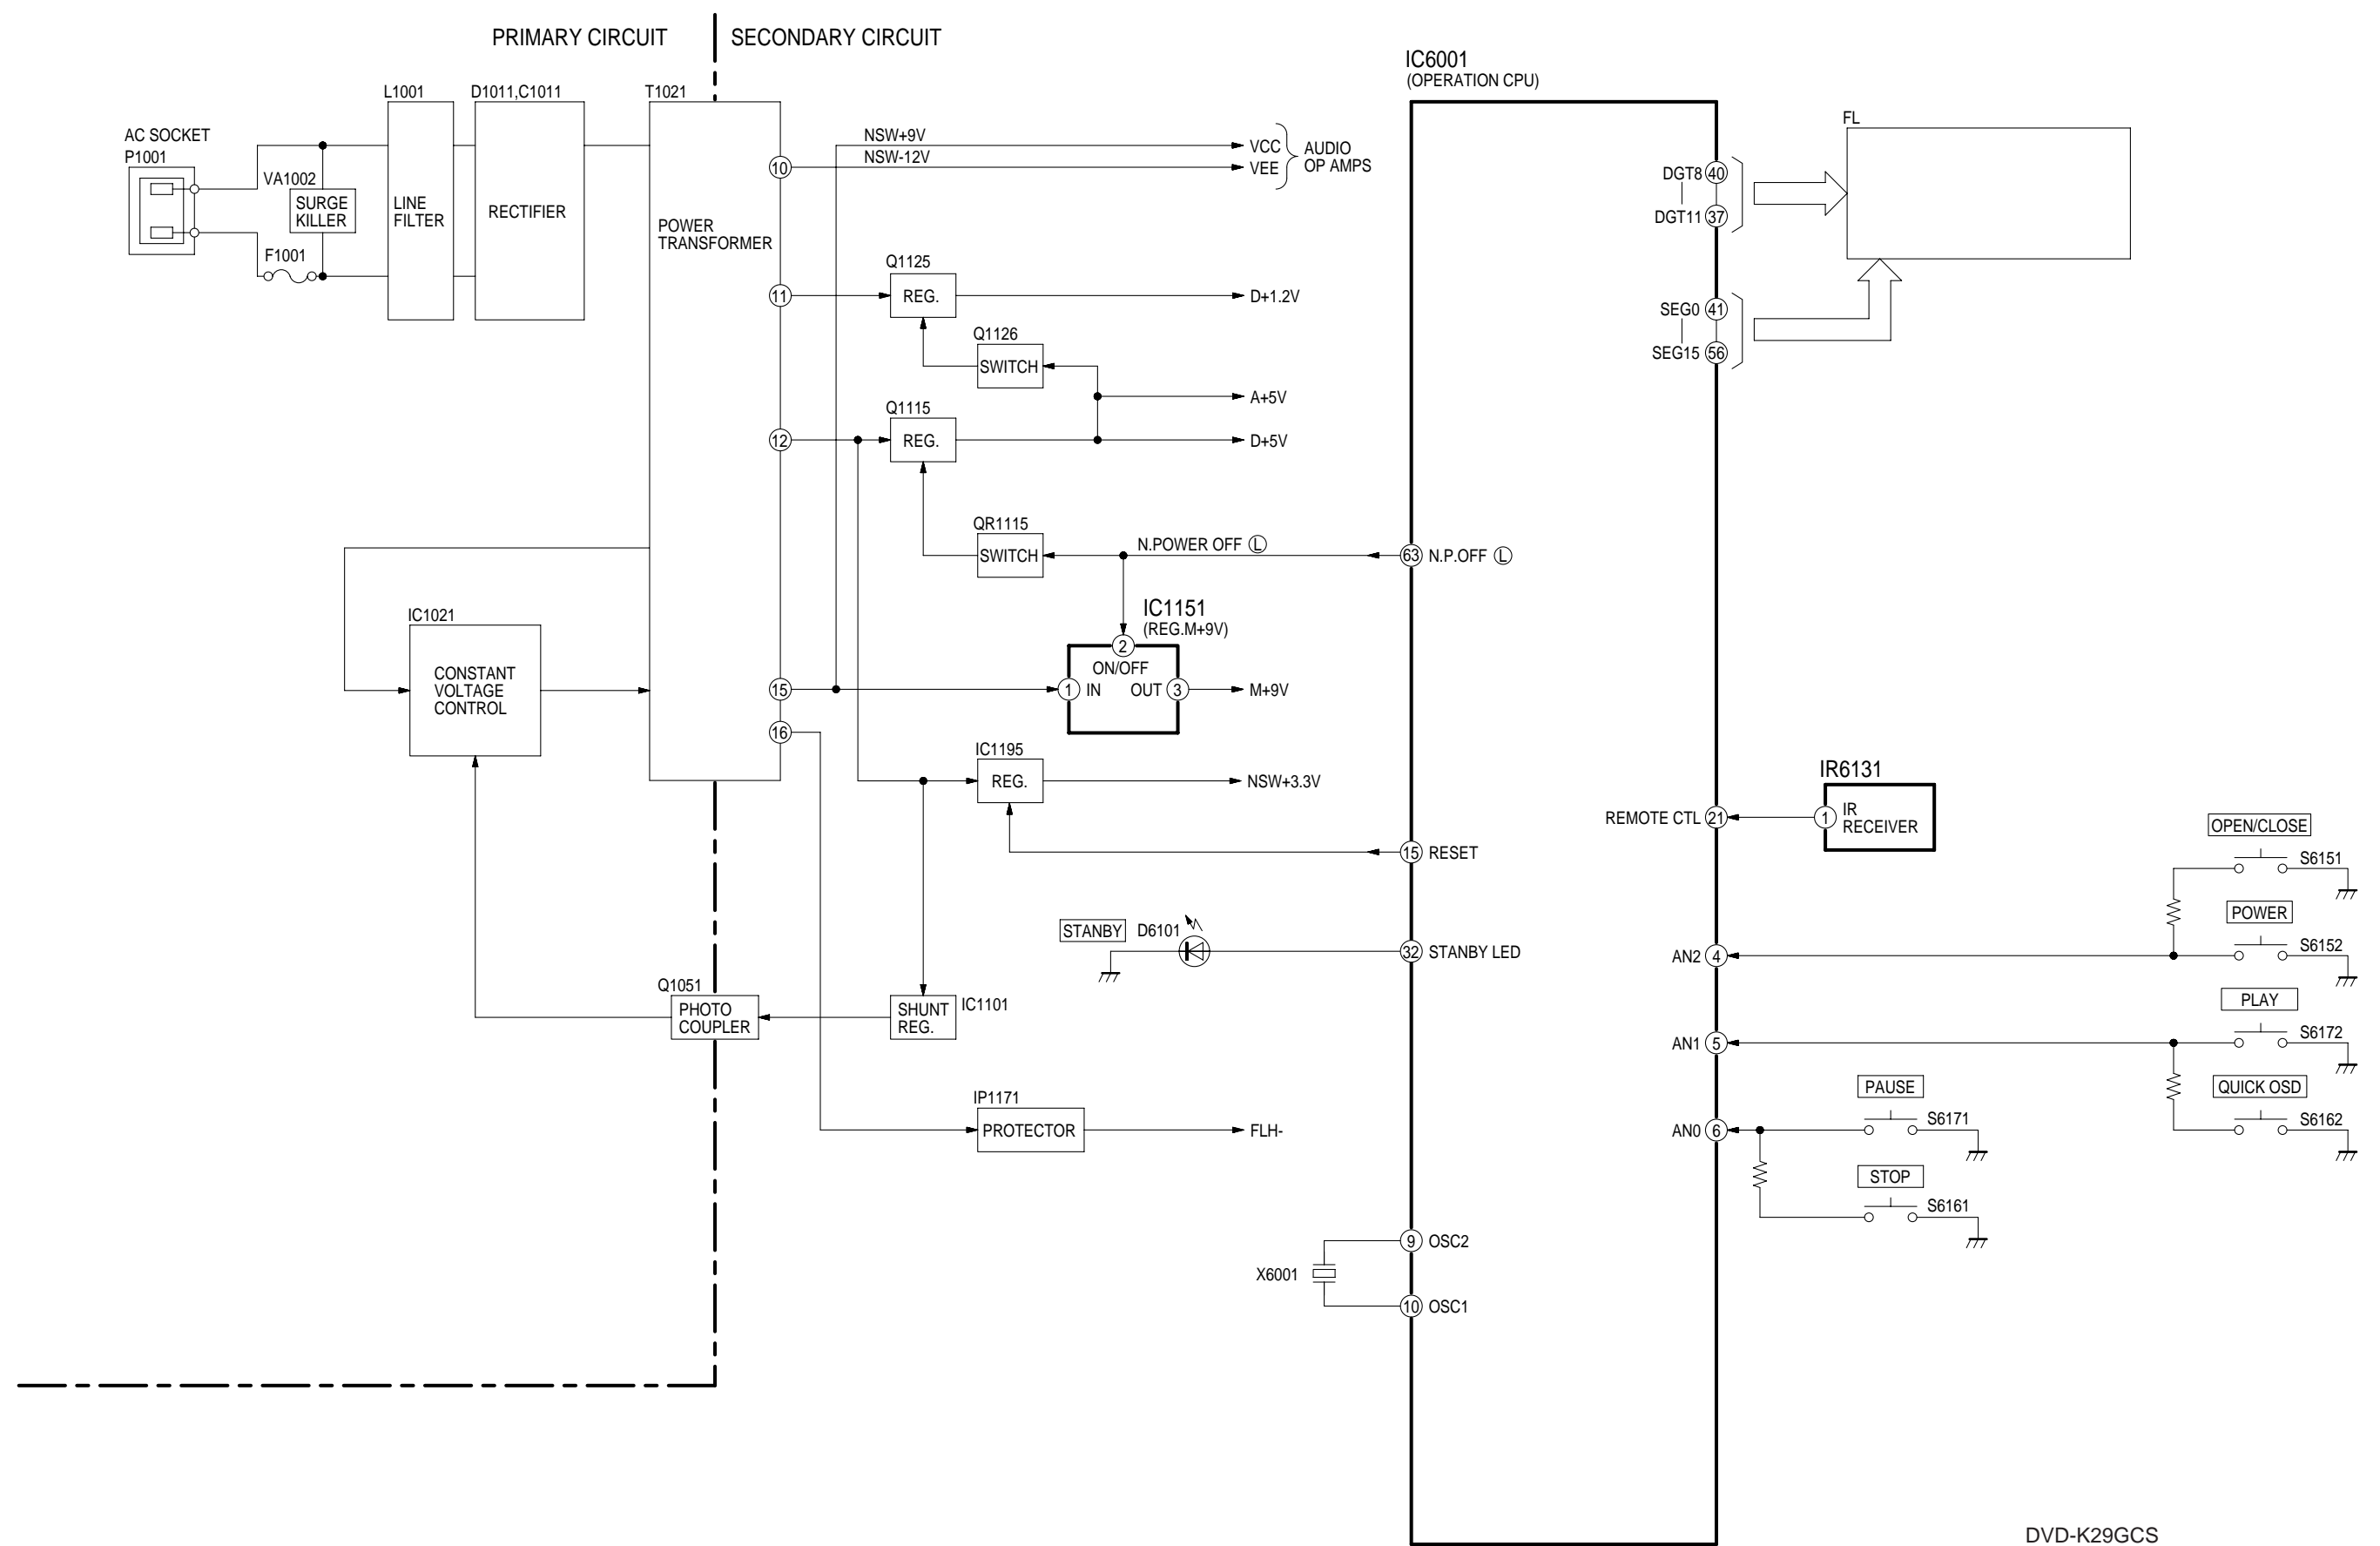 PRIMARY CIRCUIT
SECONDARY CIRCUIT
AC SOCKET
P1001
VA1002
SURGE
KILLER
F1001
L1001
LINE
FILTER
D1011,C1011
RECTIFIER
T1021
POWER
TRANSFORMER
10
11
12
15
16
NSW+9V
NSW-12V
VCC
VEE
AUDIO
OP AMPS
Q1125
REG.
D+1.2V
Q1126
SWITCH
A+5V
Q1115
REG.
D+5V
QR1115
SWITCH
N.POWER OFF L
IC1151
(REG.M+9V)
2
ON/OFF
1 IN
OUT 3
M+9V
IC1021
CONSTANT
VOLTAGE
CONTROL
IC1195
REG.
NSW+3.3V
STANBY
D6101
Q1051
PHOTO
COUPLER
SHUNT
REG.
IC1101
IP1171
PROTECTOR
FLH-
X6001
IC6001
(OPERATION CPU)
63 N.P.OFF L
15 RESET
32 STANBY LED
9 OSC2
10 OSC1
DGT8 40
DGT11 37
SEG0 41
SEG15 56
REMOTE CTL 21
AN2 4
AN1 5
AN0 6
FL
IR6131
1
IR
RECEIVER
OPEN/CLOSE
S6151
POWER
S6152
PLAY
S6172
QUICK OSD
S6162
PAUSE
S6171
STOP
S6161
DVD-K29GCS